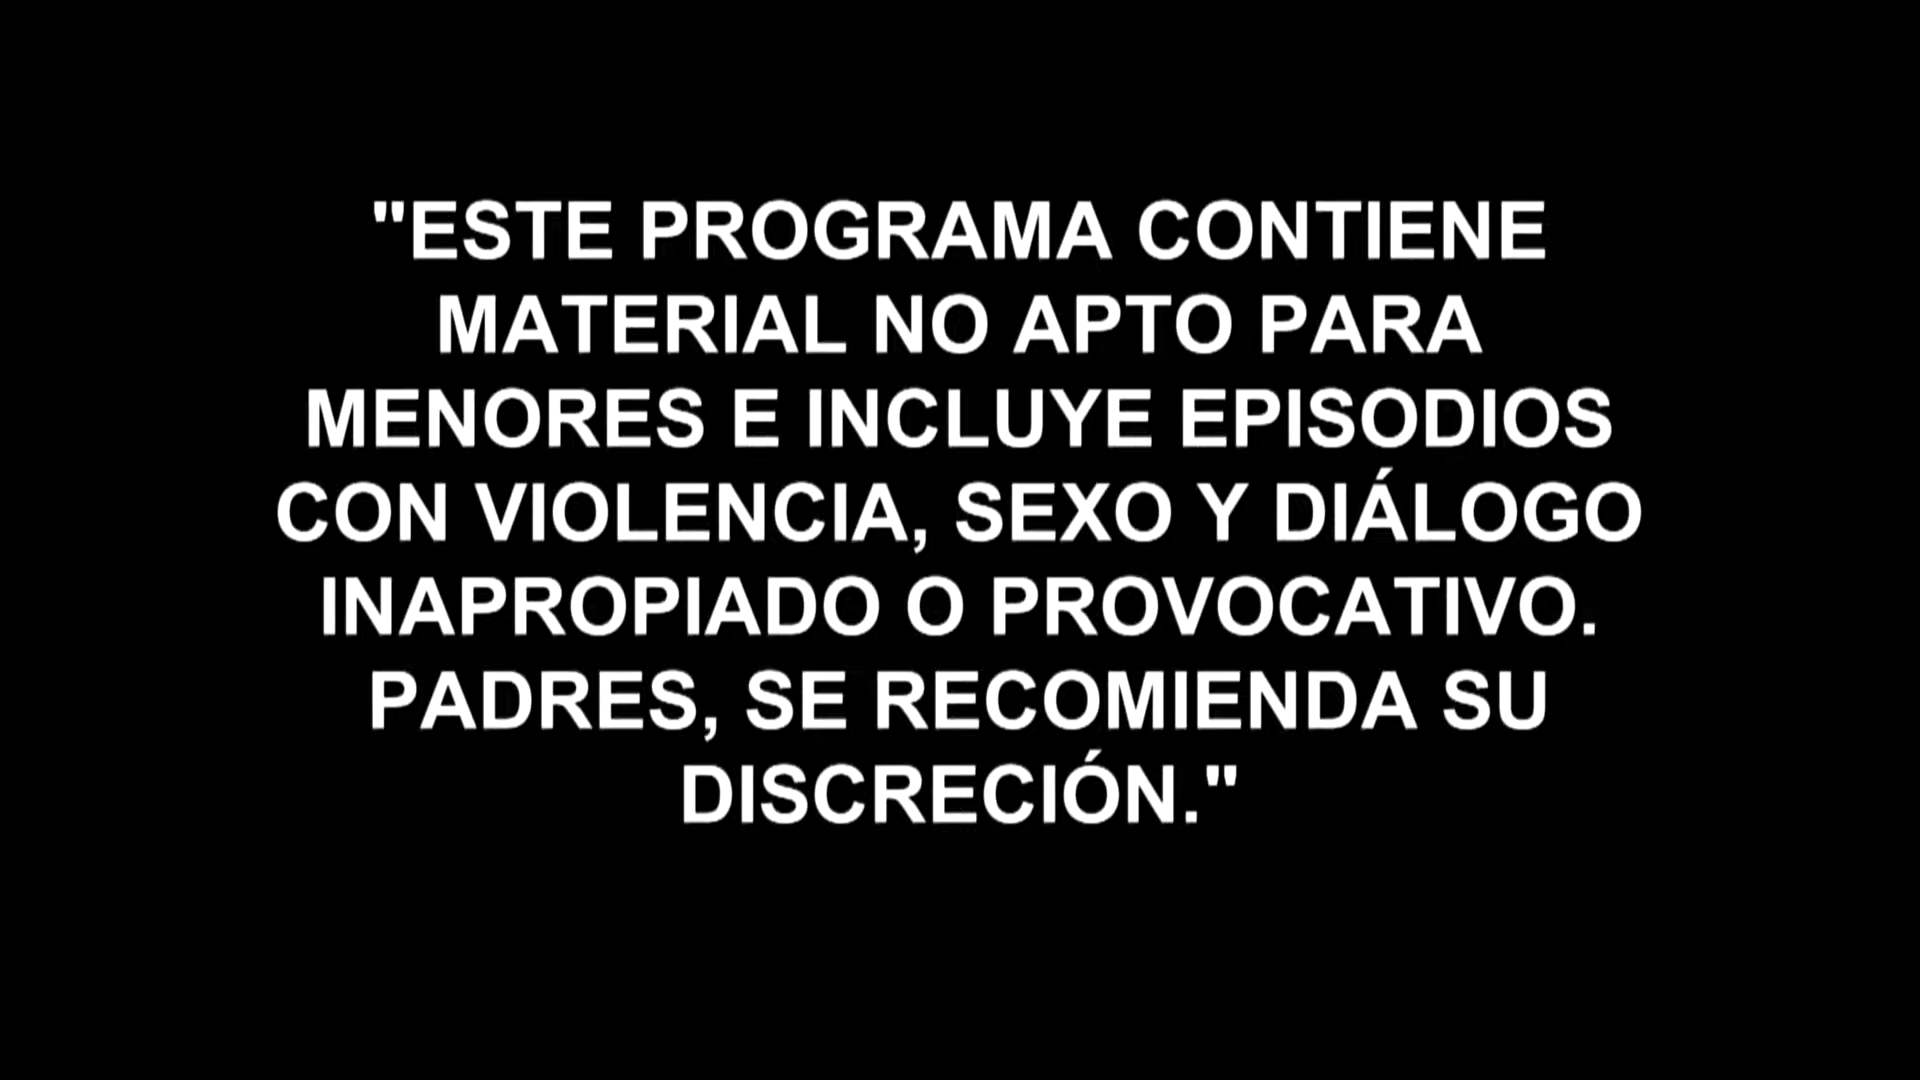 "ESTE PROGRAMA CONTIENE
MATERIAL NO APTO PARA
MENORES E INCLUYE EPISODIOS
CON VIOLENCIA, SEXO Y DIÁLOGO
INAPROPIADO O PROVOCATIVO.
PADRES, SE RECOMIENDA SU
DISCRECIÓN."